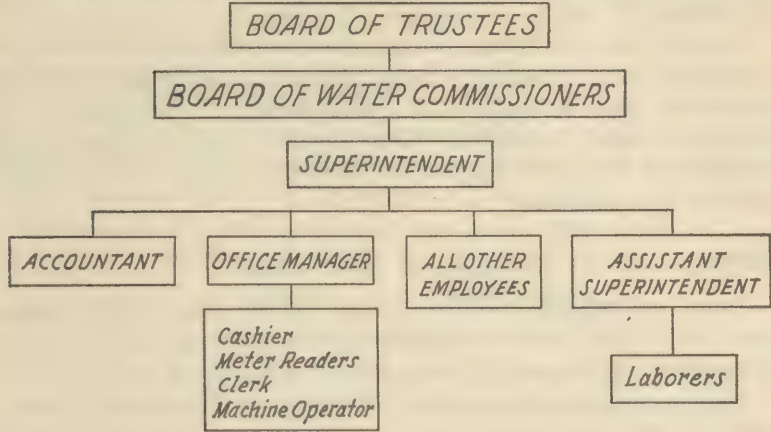 BOARD OF TRUSTEES
BOARD OF WATER COMMISSIONERS
SUPERINTENDENT
ACCOUNTANT
OFFICE MANAGER
ALL OTHER
EMPLOYEES
ASSISTANT
SUPERINTENDENT
Cashier
Meter Readers
Clerk
Machine Operator
Laborers